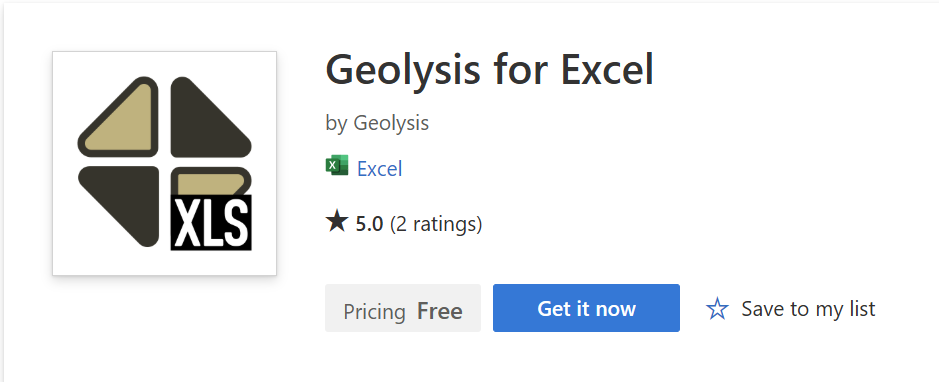 Geolysis for Excel
by Geolysis
X Excel
★ 5.0 (2 ratings)
XLS
Pricing Free
Get it now
☆ Save to my list